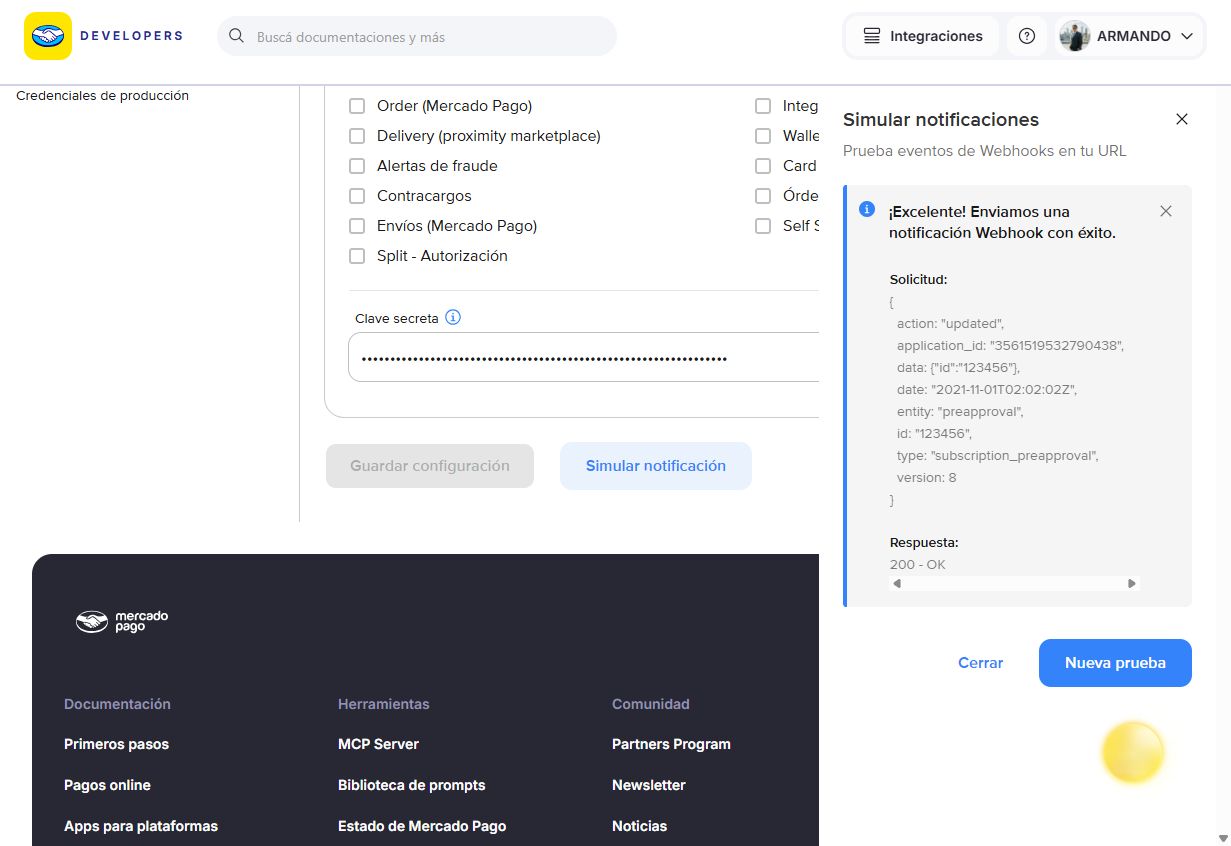 DEVELOPERS
Buscá documentaciones y más
Integraciones
ARMANDO
Credenciales de producción
Order (Mercado Pago)
Delivery (proximity marketplace)
Alertas de fraude
Contracargos
Envíos (Mercado Pago)
Split - Autorización
Integ
Walle
Card
Órde
Self S
Clave secreta
Guardar configuración
Simular notificación
Simular notificaciones
Prueba eventos de Webhooks en tu URL
¡Excelente! Enviamos una
notificación Webhook con éxito.
Solicitud:
{
action: "updated",
application_id: "3561519532790438",
data: {"id":"123456"},
date: "2021-11-01T02:02:02Z",
entity: "preapproval",
id: "123456",
type: "subscription_preapproval",
version: 8
}
Respuesta:
200 - OK
Cerrar
Nueva prueba
mercado
pago
Documentación
Primeros pasos
Pagos online
Apps para plataformas
Herramientas
MCP Server
Biblioteca de prompts
Estado de Mercado Pago
Comunidad
Partners Program
Newsletter
Noticias